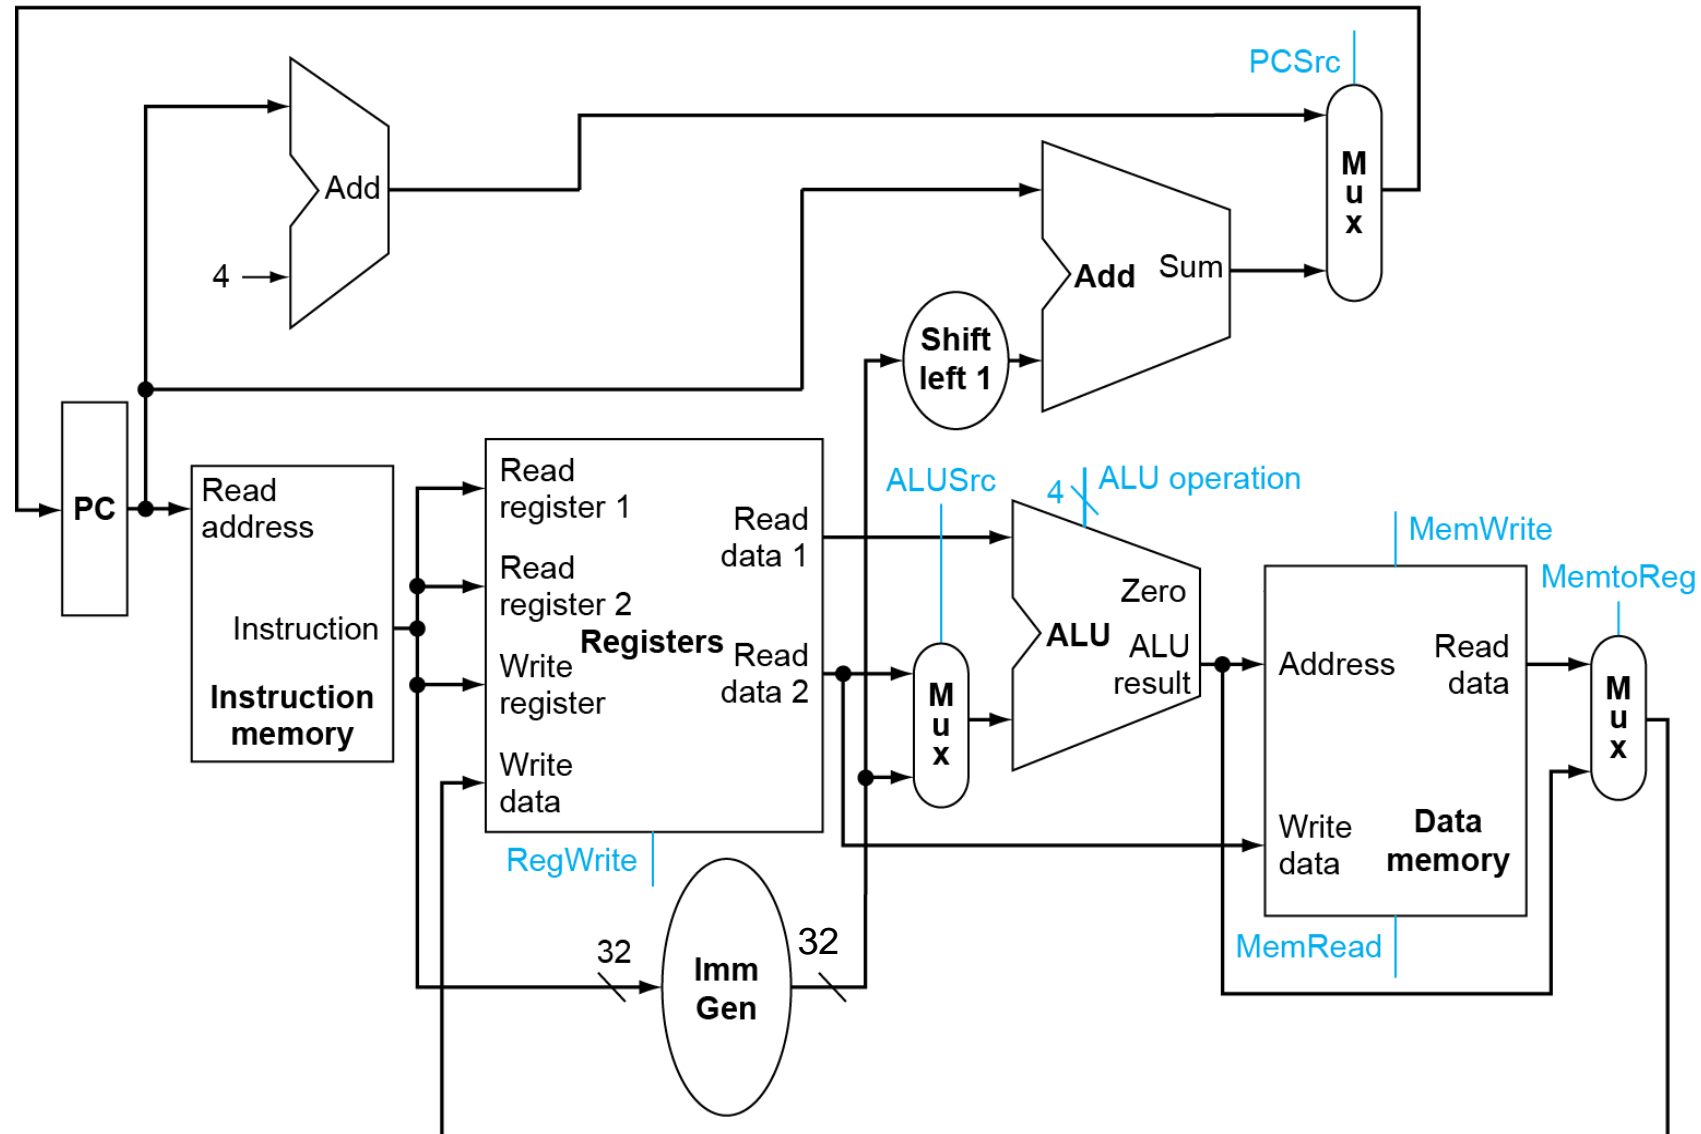 PCSrc
M
u
x
Add
4
Add Sum
Shift
left 1
PC
Read
address
Instruction
Instruction
memory
Read
register 1
Read
register 2
Write
register
Write
data
Registers
Read
data 1
Read
data 2
RegWrite
ALUSrc
M
u
x
4
ALU operation
Zero
ALU
ALU
result
MemWrite
MemtoReg
Address
Read
data
Write
data
Data
memory
MemRead
M
u
x
32
Imm
Gen
32